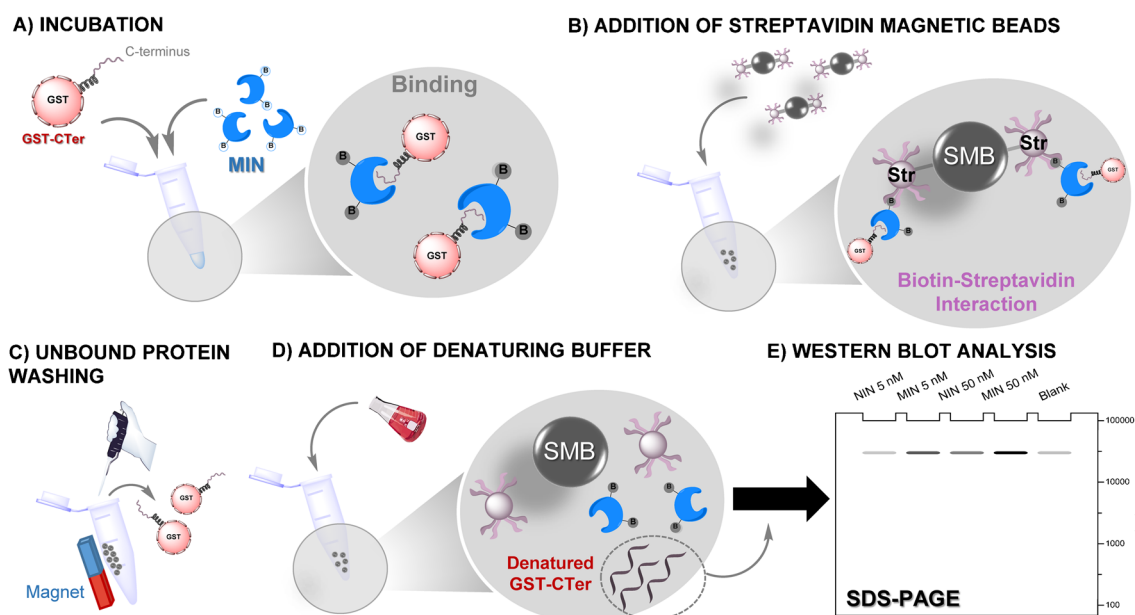 A) INCUBATION
C-terminus
GST
GST-CTer
B
B
B
B
B
B
MIN
Binding
GST
B
B
B
B
GST
B) ADDITION OF STREPTAVIDIN MAGNETIC BEADS
SMB
Str
Str
B
B
GST
B
B
GST
Biotin-Streptavidin
Interaction
C) UNBOUND PROTEIN
WASHING
GST
GST
Magnet
D) ADDITION OF DENATURING BUFFER
SMB
B
B
B
B
Denatured
GST-CTer
E) WESTERN BLOT ANALYSIS
NIN 5 nM
MIN 5 nM
NIN 50 nM
MIN 50 nM
Blank
100000
10000
1000
100
SDS-PAGE